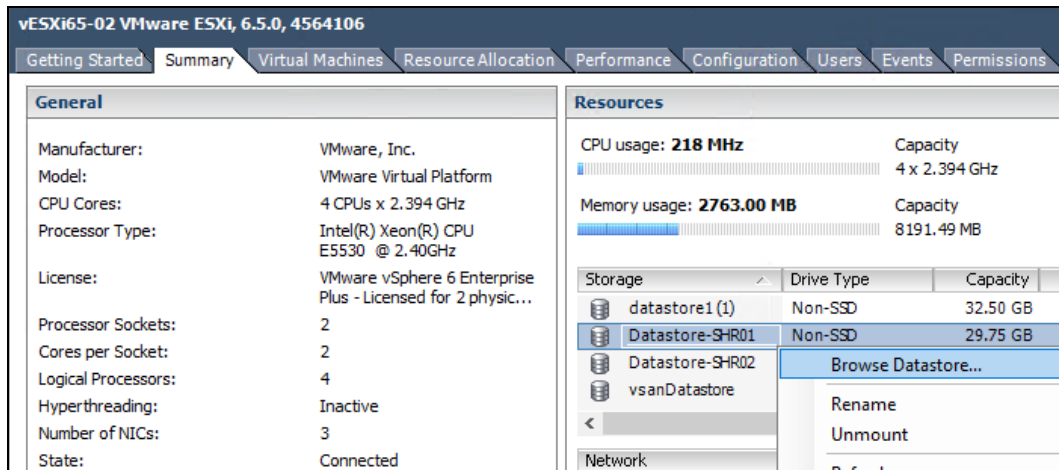 vESXi65-02 VMware ESXi, 6.5.0, 4564106
Getting Started Summary Virtual Machines Resource Allocation Performance Configuration Users Events Permissions
General
Manufacturer: VMware, Inc.
Model: VMware Virtual Platform
CPU Cores: 4 CPUs x 2.394 GHz
Processor Type: Intel(R) Xeon(R) CPU
E5530 @ 2.40GHz
License: VMware vSphere 6 Enterprise
Plus - Licensed for 2 physic...
Processor Sockets: 2
Cores per Socket: 2
Logical Processors: 4
Hyperthreading: Inactive
Number of NICs: 3
State: Connected
Resources
CPU usage: 218 MHz Capacity
4 x 2.394 GHz
Memory usage: 2763.00 MB Capacity
8191.49 MB
Storage Drive Type Capacity
datastore1 (1) Non-SSD 32.50 GB
Datastore-SHR01 Non-SSD 29.75 GB
Datastore-SHR02
vsanDatastore
Browse Datastore...
Rename
Unmount
Network